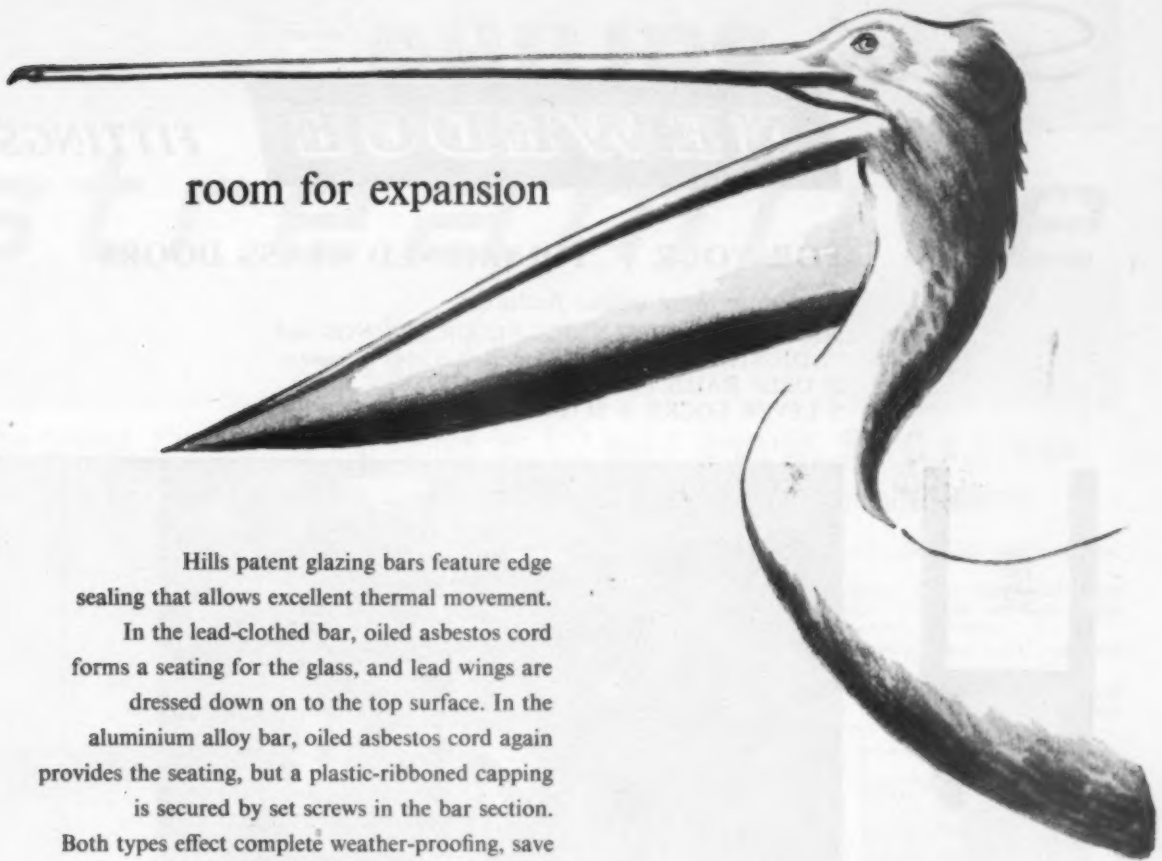 room for expansion
Hills patent glazing bars feature edge
sealing that allows excellent thermal movement.
In the lead-clothed bar, oiled asbestos cord
forms a seating for the glass, and lead wings are
dressed down on to the top surface. In the
aluminium alloy bar, oiled asbestos cord again
provides the seating, but a plastic-ribboned capping
is secured by set screws in the bar section.
Both types effect complete weather-proofing, save